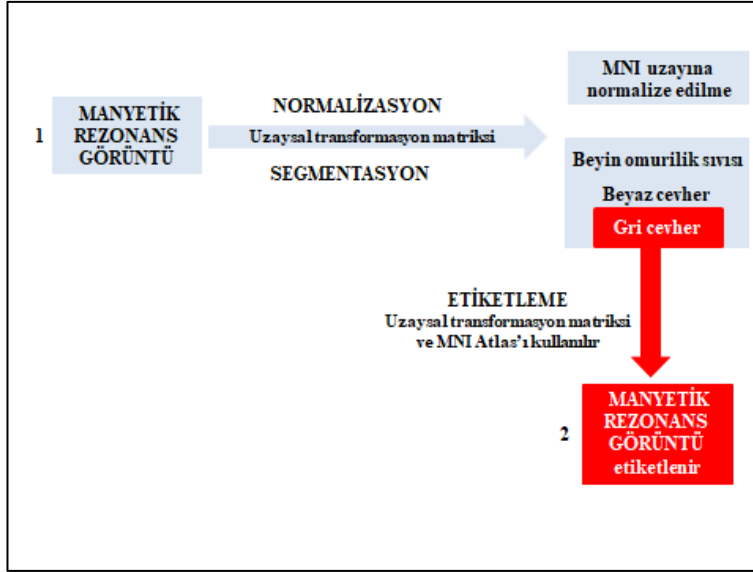 1
MANYETİK
REZONANS
GÖRÜNTÜ
NORMALİZASYON
Uzaysal transformasyon matriksi
SEGMENTASYON
MNI uzayına
normalize edilme
Beyin omurilik sıvısı
Beyaz cevher
Gri cevher
ETİKETLEME
Uzaysal transformasyon matriksi
ve MNI Atlas’ı kullanılır
2
MANYETİK
REZONANS
GÖRÜNTÜ
etiketlenir